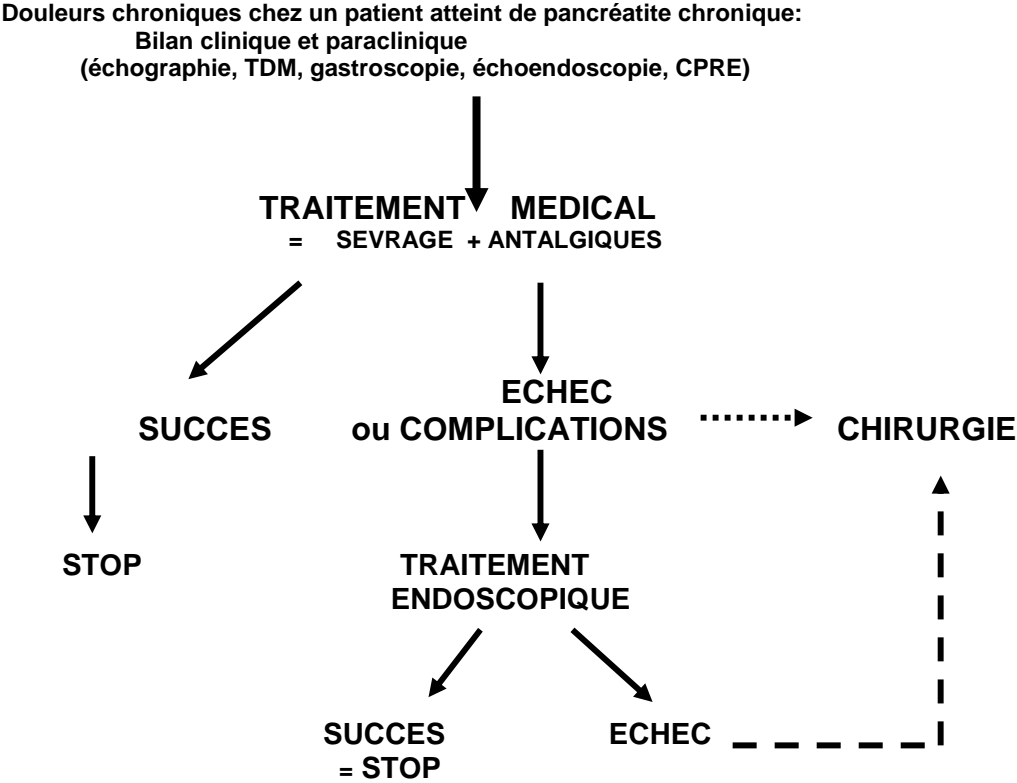 Douleurs chroniques chez un patient atteint de pancréatite chronique:
Bilan clinique et paraclinique
(échographie, TDM, gastroscopie, échoendoscopie, CPRE)
TRAITEMENT MEDICAL
= SEVRAGE + ANTALGIQUES
SUCCES
ECHEC
ou COMPLICATIONS
CHIRURGIE
STOP
TRAITEMENT
ENDOSCOPIQUE
SUCCES
= STOP
ECHEC